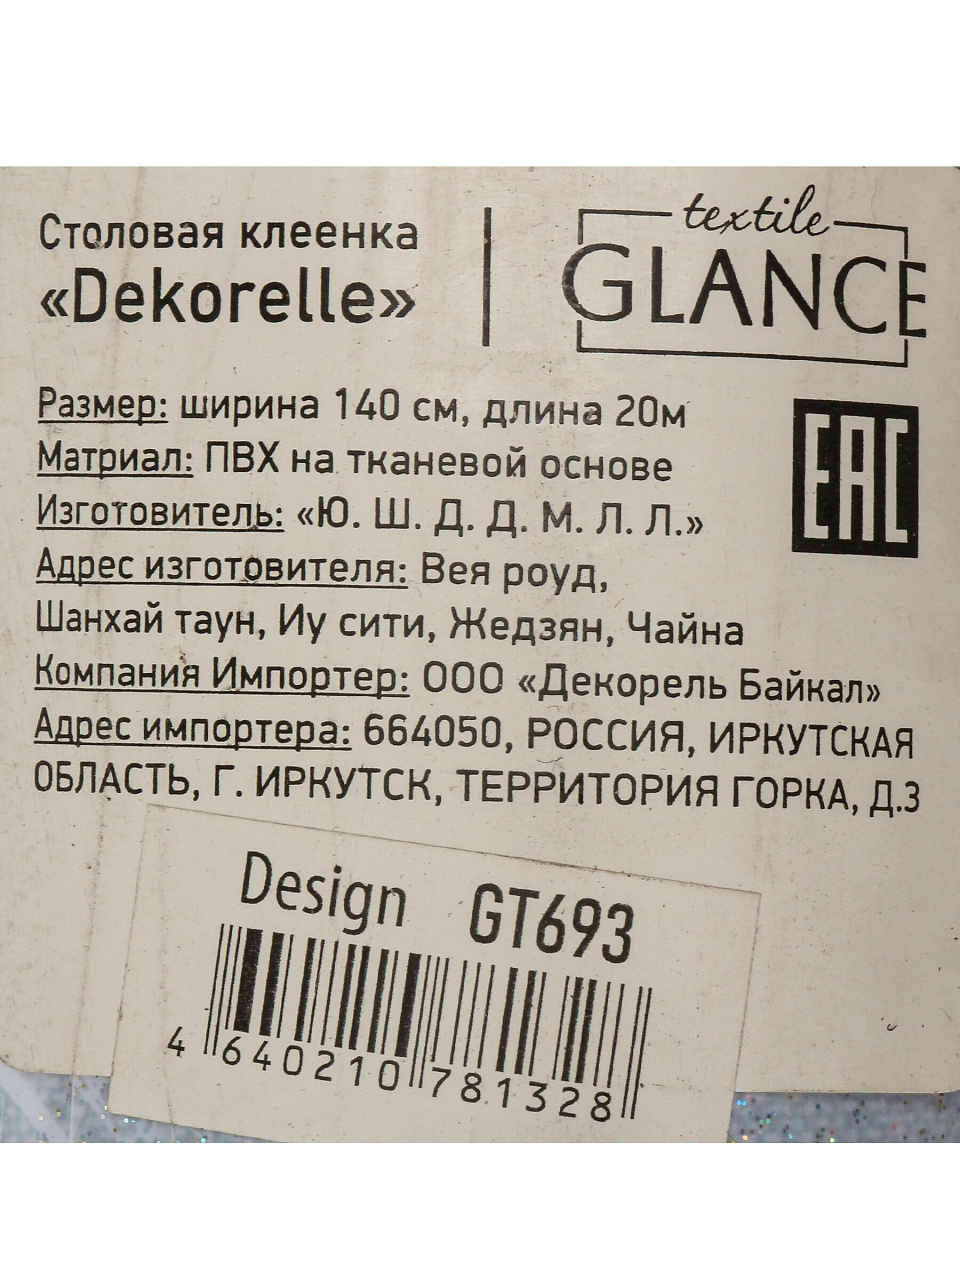 Столовая клеенка
«Dekorelle»
textile
GLANCE
Размер: ширина 140 см, длина 20м
Матриал: ПВХ на тканевой основе
Изготовитель: «Ю. Ш. Д. Д. М. Л. Л.»
Адрес изготовителя: Вея роуд,
Шанхай таун, Иу сити, Жедзян, Чайна
Компания Импортер: ООО «Декорель Байкал»
Адрес импортера: 664050, РОССИЯ, ИРКУТСКАЯ
ОБЛАСТЬ, Г. ИРКУТСК, ТЕРРИТОРИЯ ГОРКА, Д.3
EAC
Design GT693
4 640210 781328